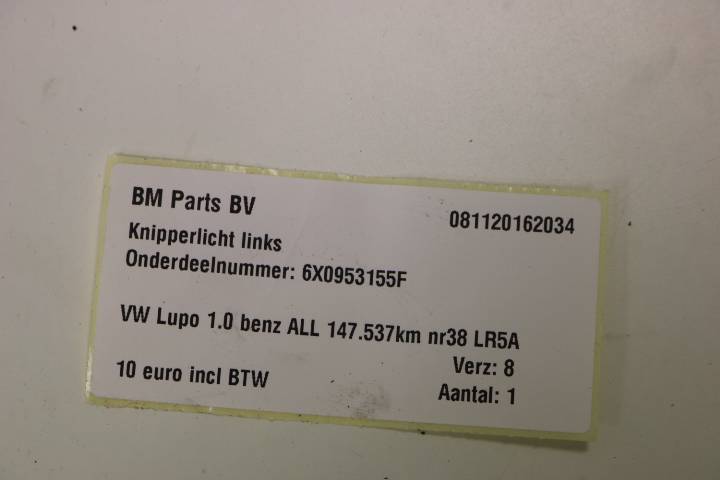 BM Parts BV
081120162034
Knipperlicht links
Onderdeelnummer: 6X0953155F
VW Lupo 1.0 benz ALL 147.537km nr38 LR5A
Verz: 8
10 euro incl BTW
Aantal: 1